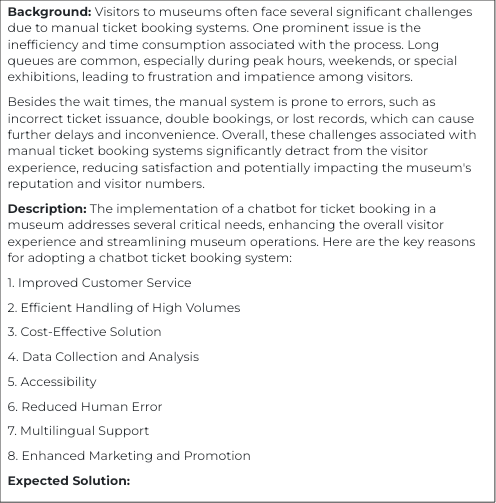 Background: Visitors to museums often face several significant challenges
due to manual ticket booking systems. One prominent issue is the
inefficiency and time consumption associated with the process. Long
queues are common, especially during peak hours, weekends, or special
exhibitions, leading to frustration and impatience among visitors.
Besides the wait times, the manual system is prone to errors, such as
incorrect ticket issuance, double bookings, or lost records, which can cause
further delays and inconvenience. Overall, these challenges associated with
manual ticket booking systems significantly detract from the visitor
experience, reducing satisfaction and potentially impacting the museum's
reputation and visitor numbers.
Description: The implementation of a chatbot for ticket booking in a
museum addresses several critical needs, enhancing the overall visitor
experience and streamlining museum operations. Here are the key reasons
for adopting a chatbot ticket booking system:
1. Improved Customer Service
2. Efficient Handling of High Volumes
3. Cost-Effective Solution
4. Data Collection and Analysis
5. Accessibility
6. Reduced Human Error
7. Multilingual Support
8. Enhanced Marketing and Promotion
Expected Solution: